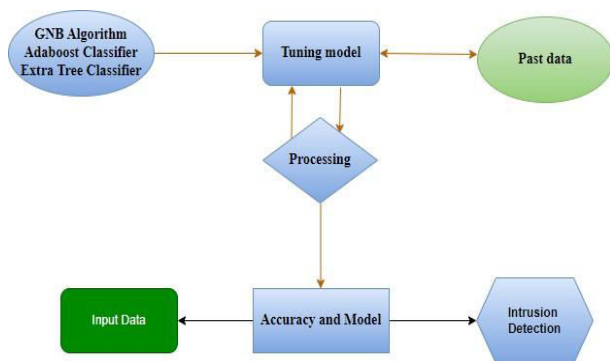 GNB Algorithm
Adaboost Classifier
Extra Tree Classifier
Tuning model
Past data
Processing
Input Data
Accuracy and Model
Intrusion
Detection